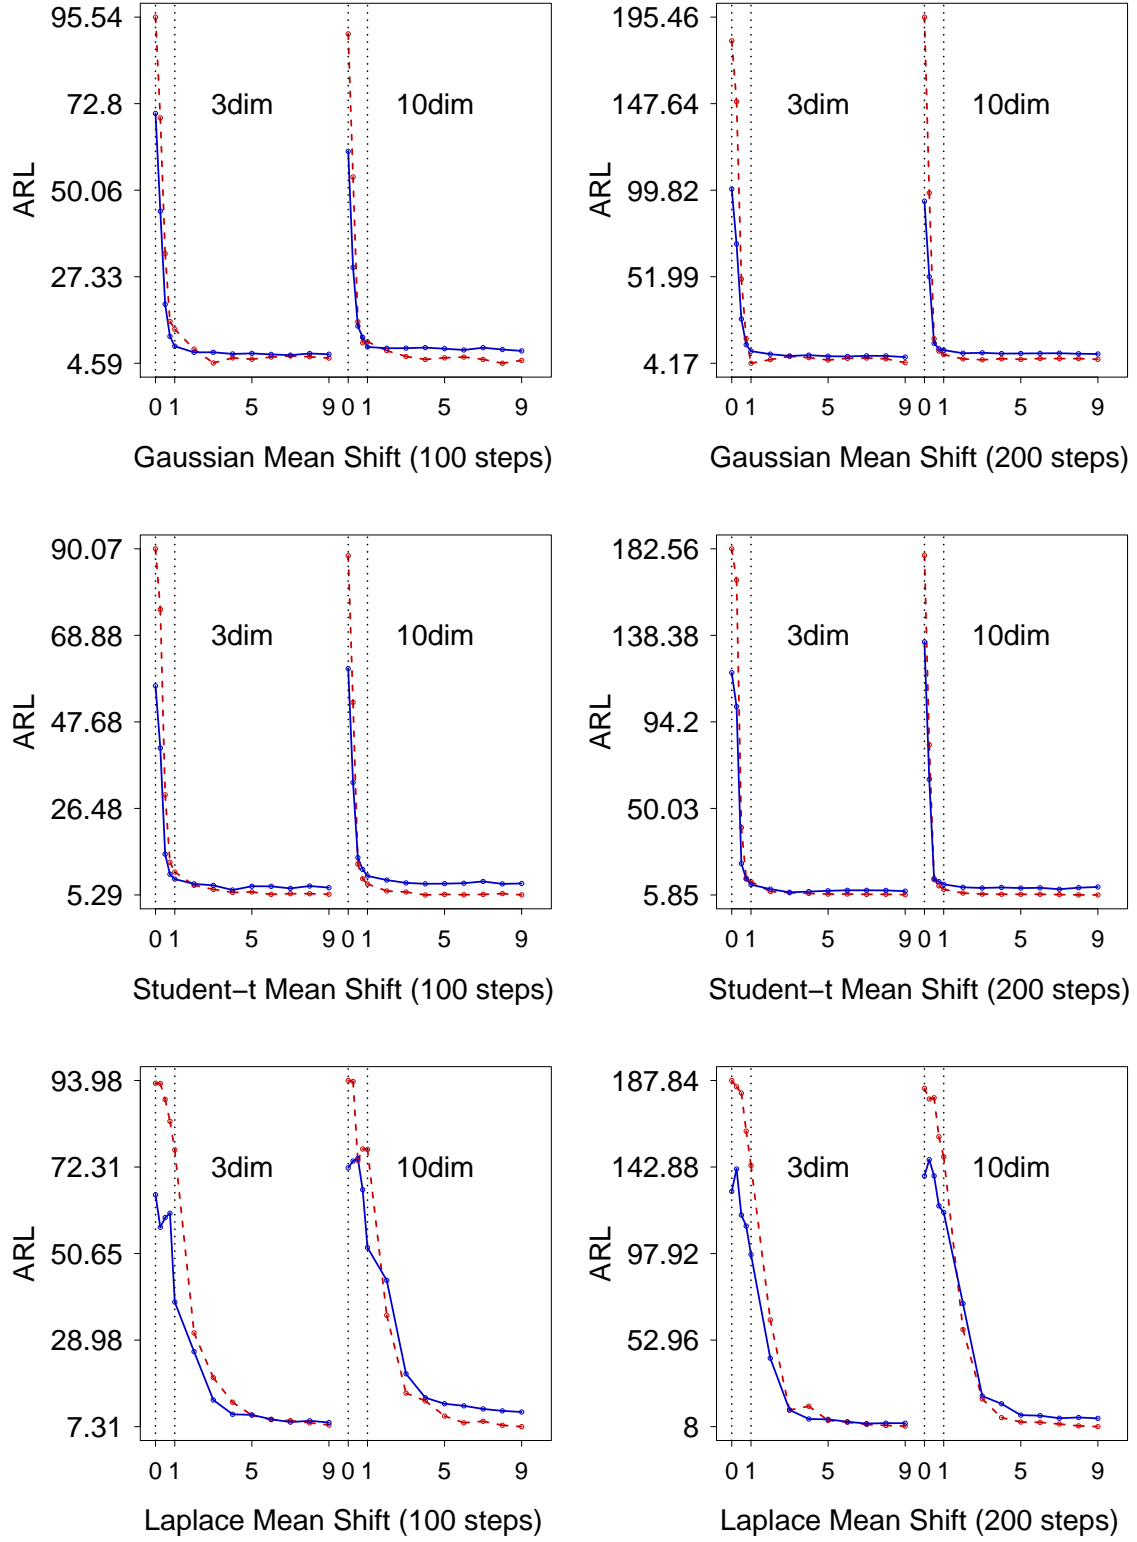 95.54
72.8
50.06
27.33
4.59
ARL
3dim
10dim
0 1 5 9 0 1 5 9
Gaussian Mean Shift (100 steps)
195.46
147.64
99.82
51.99
4.17
ARL
3dim
10dim
0 1 5 9 0 1 5 9
Gaussian Mean Shift (200 steps)
90.07
68.88
47.68
26.48
5.29
ARL
3dim
10dim
0 1 5 9 0 1 5 9
Student−t Mean Shift (100 steps)
182.56
138.38
94.2
50.03
5.85
ARL
3dim
10dim
0 1 5 9 0 1 5 9
Student−t Mean Shift (200 steps)
93.98
72.31
50.65
28.98
7.31
ARL
3dim
10dim
0 1 5 9 0 1 5 9
Laplace Mean Shift (100 steps)
187.84
142.88
97.92
52.96
8
ARL
3dim
10dim
0 1 5 9 0 1 5 9
Laplace Mean Shift (200 steps)